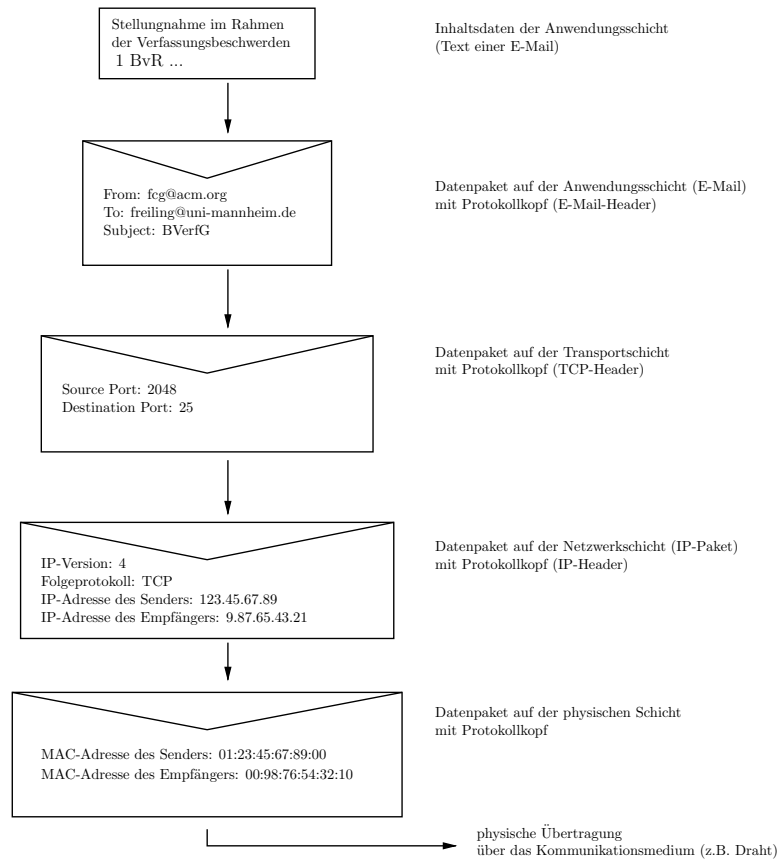 Stellungnahme im Rahmen
der Verfassungsbeschwerden
1 BvR ...
Inhaltsdaten der Anwendungsschicht
(Text einer E-Mail)
From: fcg@acm.org
To: freiling@uni-mannheim.de
Subject: BVerfG
Datenpaket auf der Anwendungsschicht (E-Mail)
mit Protokollkopf (E-Mail-Header)
Source Port: 2048
Destination Port: 25
Datenpaket auf der Transportschicht
mit Protokollkopf (TCP-Header)
IP-Version: 4
Folgeprotokoll: TCP
IP-Adresse des Senders: 123.45.67.89
IP-Adresse des Empfängers: 9.87.65.43.21
Datenpaket auf der Netzwerkschicht (IP-Paket)
mit Protokollkopf (IP-Header)
MAC-Adresse des Senders: 01:23:45:67:89:00
MAC-Adresse des Empfängers: 00:98:76:54:32:10
Datenpaket auf der physischen Schicht
mit Protokollkopf
physische Übertragung
über das Kommunikationsmedium (z.B. Draht)